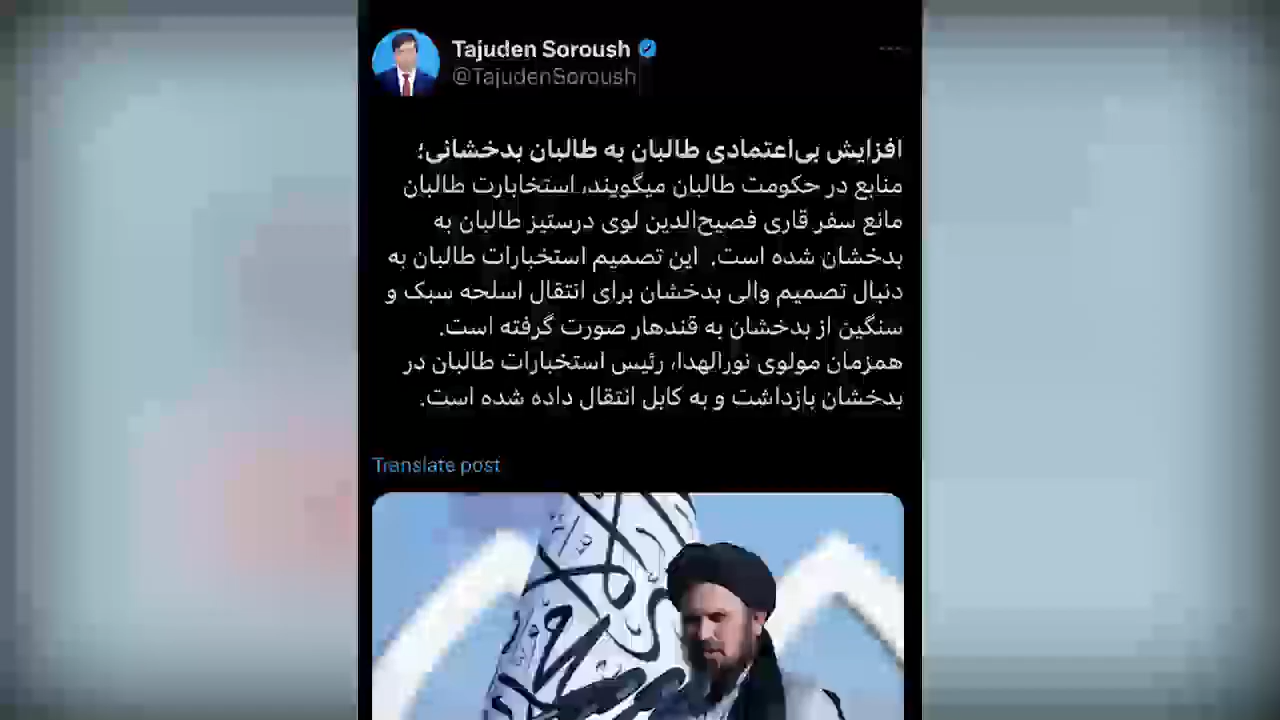 Tajuden Soroush
@TajudenSoroush
افزایش بی‌اعتمادی طالبان به طالبان بدخشانی؛
منابع در حکومت طالبان میگویند، استخابارت طالبان
مانع سفر قاری فصیح‌الدین لوی درستیز طالبان به
بدخشان شده است. این تصمیم استخبارات طالبان به
دنبال تصمیم والی بدخشان برای انتقال اسلحه سبک و
سنگین از بدخشان به قندهار صورت گرفته است.
همزمان مولوی نورالهدا، رئیس استخبارات طالبان در
بدخشان بازداشت و به کابل انتقال داده شده است.
Translate post